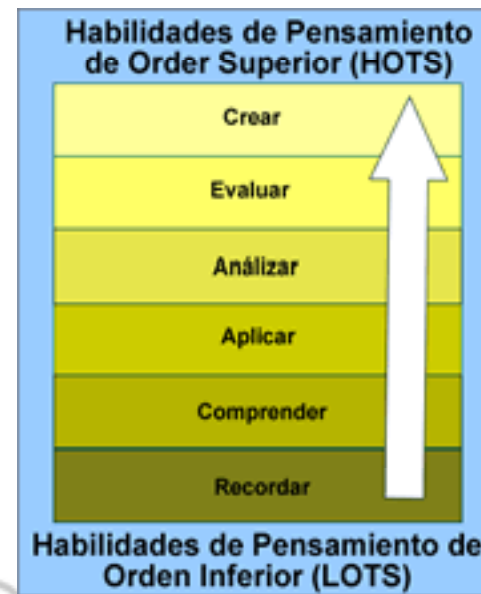 Habilidades de Pensamiento
de Order Superior (HOTS)
Crear
Evaluar
Análizar
Aplicar
Comprender
Recordar
Habilidades de Pensamiento de
Orden Inferior (LOTS)